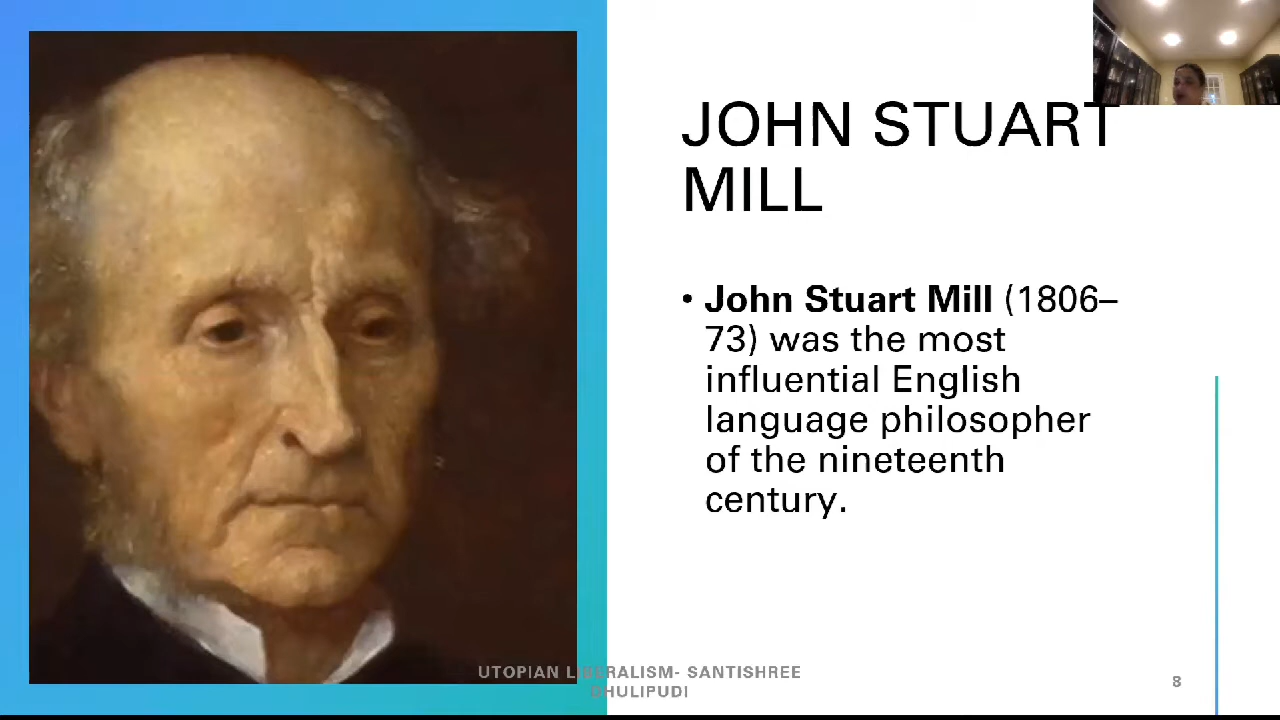 JOHN STUART
MILL
• John Stuart Mill (1806–
73) was the most
influential English
language philosopher
of the nineteenth
century.
UTOPIAN LIBERALISM- SANTISHREE
DHULIPUDI
8